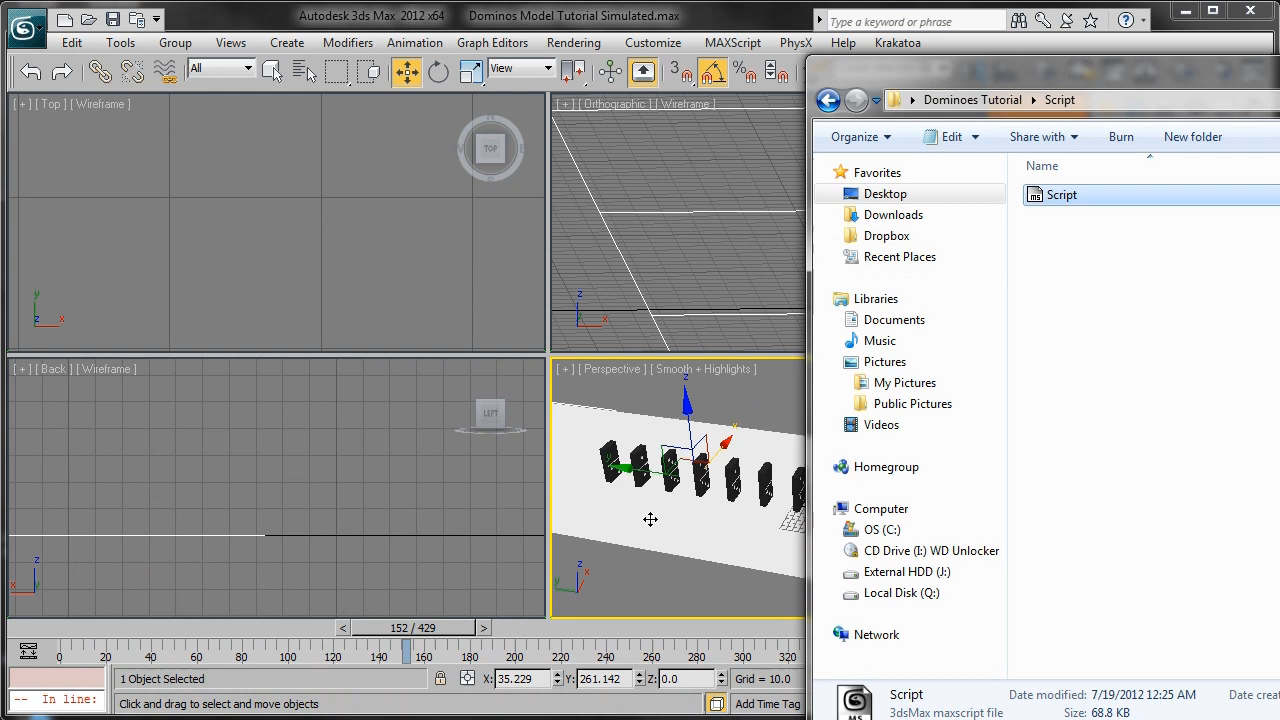 Autodesk 3ds Max 2012 x64 Domino Model Tutorial Simulated.max
Type a keyword or phrase
Edit Tools Group Views Create Modifiers Animation Graph Editors Rendering Customize MAXScript PhysX Help Krakatoa
All View 3 %
[ + ] [ Top ] [ Wireframe ]
[ + ] [ Orthographic ] [ Wireframe ]
TOP
[ + ] [ Back ] [ Wireframe ]
[ + ] [ Perspective ] [ Smooth + Highlights ]
LEFT
Dominoes Tutorial Script
Organize Edit Share with Burn New folder
Name
Script
Favorites
Desktop
Downloads
Dropbox
Recent Places
Libraries
Documents
Music
Pictures
My Pictures
Public Pictures
Videos
Homegroup
Computer
OS (C:)
CD Drive (I:) WD Unlocker
External HDD (J:)
Local Disk (Q:)
Network
y z x
z x
z x y
z y
z x y
< 152 / 429 >
0 20 40 60 80 100 120 140 160 180 200 220 240 260 280 300 320
1 Object Selected X: 35.229 Y: 261.142 Z: 0.0 Grid = 10.0
-- In line: Click and drag to select and move objects Add Time Tag
Script Date modified: 7/19/2012 12:25 AM Date crea
3dsMax maxscript file Size: 68.8 KB
MS